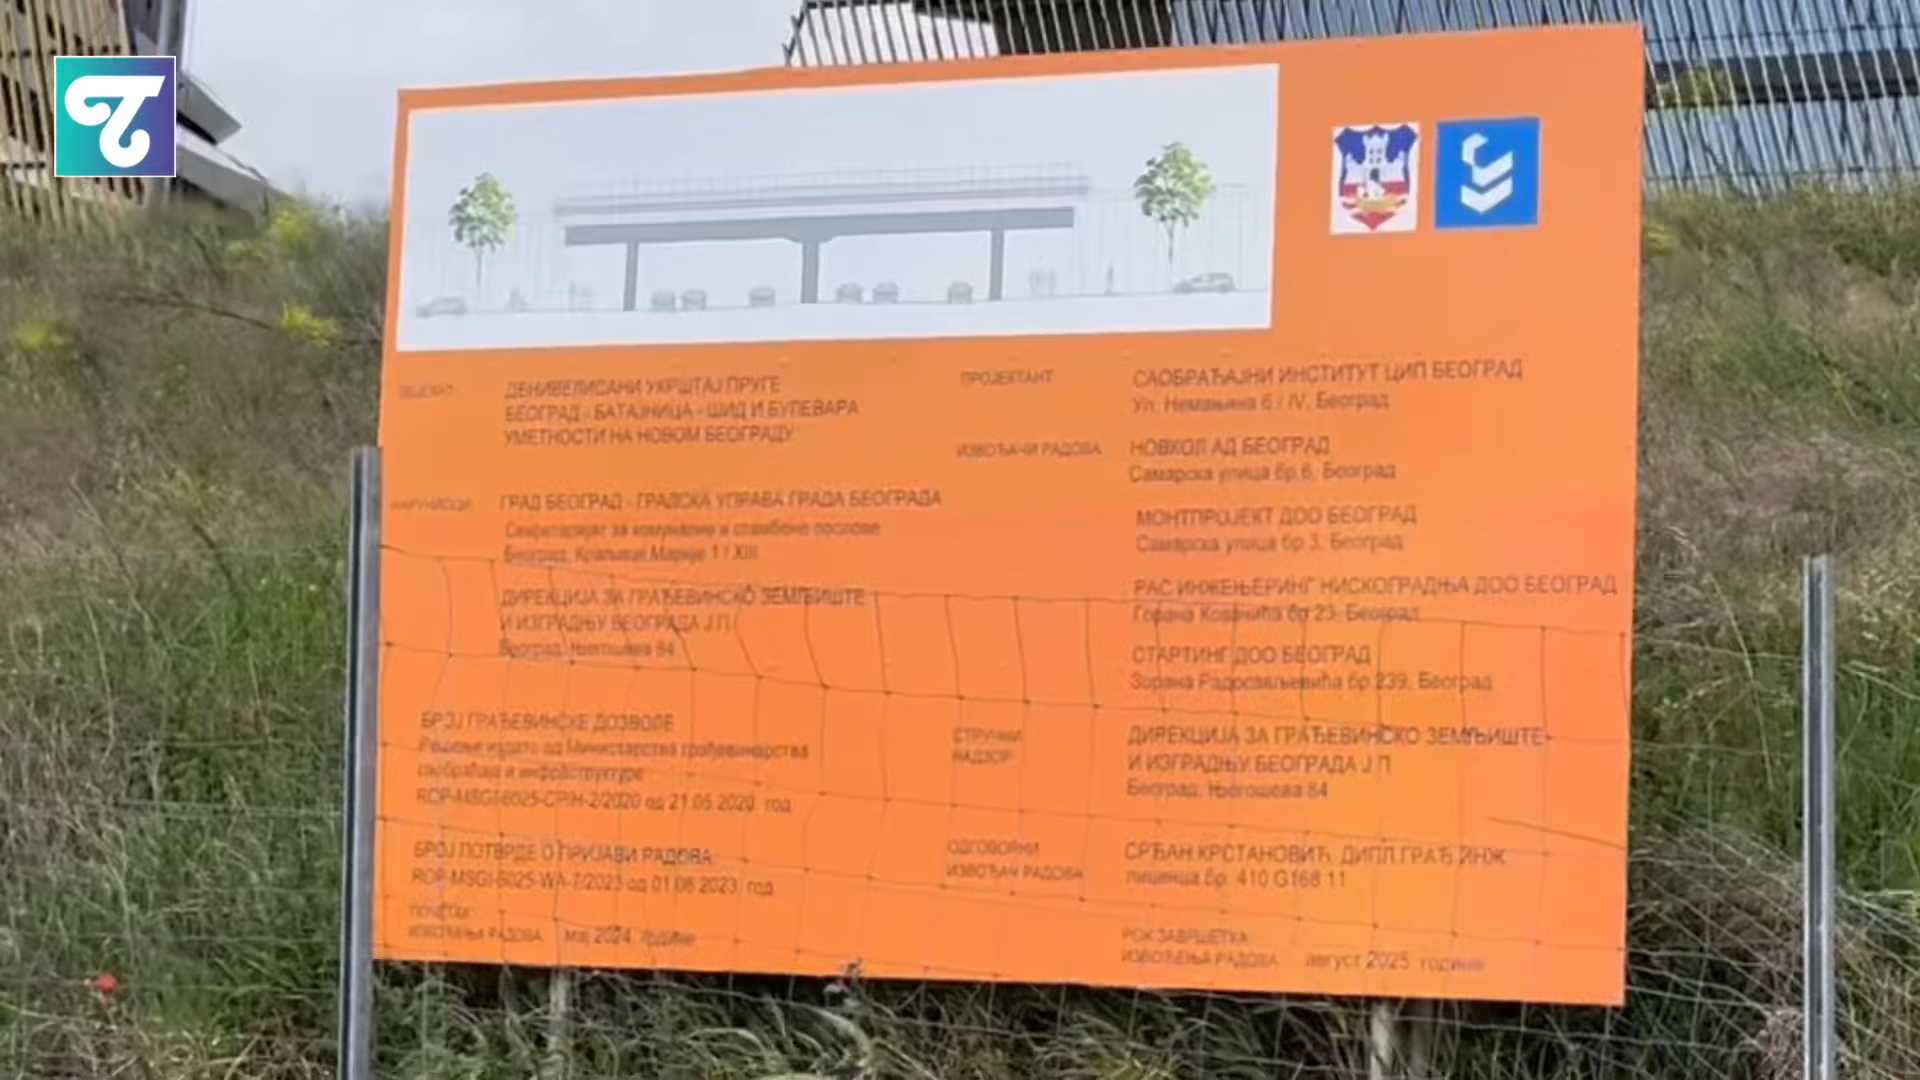 ОБЈЕКАТ:
ДЕНИВЕЛИСАНИ УКРШТАЈ ПРУГЕ
БЕОГРАД - БАТАЈНИЦА - ШИД И БУЛЕВАРА
УМЕТНОСТИ НА НОВОМ БЕОГРАДУ
НАРУЧИОЦИ:
ГРАД БЕОГРАД - ГРАДСКА УПРАВА ГРАДА БЕОГРАДА
Секретаријат за комуналне и стамбене послове
Београд, Краљице Марије 1 / XIII
ДИРЕКЦИЈА ЗА ГРАЂЕВИНСКО ЗЕМЉИШТЕ
И ИЗГРАДЊУ БЕОГРАДА Ј.П.
Београд, Његошева 84
БРОЈ ГРАЂЕВИНСКЕ ДОЗВОЛЕ
Решење издато од Министарства грађевинарства
саобраћаја и инфраструктуре
ROP-MSGI-6025-CPIH-2/2020 од 21.05.2020. год.
БРОЈ ПОТВРДЕ О ПРИЈАВИ РАДОВА:
ROP-MSGI-6025-WA-7/2023 од 01.06.2023. год.
ПОЧЕТАК
ИЗВОЂЕЊА РАДОВА: мај 2024. године
ПРОЈЕКТАНТ
САОБРАЋАЈНИ ИНСТИТУТ ЦИП БЕОГРАД
Ул. Немањина 6 / IV, Београд
ИЗВОЂАЧИ РАДОВА
НОВКОЛ АД БЕОГРАД
Самарска улица бр.6, Београд
МОНТПРОЈЕКТ ДОО БЕОГРАД
Самарска улица бр 3, Београд
РАС ИНЖЕЊЕРИНГ НИСКОГРАДЊА ДОО БЕОГРАД
Горана Ковачића бр 23, Београд
СТАРТИНГ ДОО БЕОГРАД
Зорана Радосављевића бр 239, Београд
СТРУЧНИ
НАДЗОР:
ДИРЕКЦИЈА ЗА ГРАЂЕВИНСКО ЗЕМЉИШТЕ
И ИЗГРАДЊУ БЕОГРАДА Ј.П.
Београд, Његошева 84
ОДГОВОРНИ
ИЗВОЂАЧ РАДОВА
СРЂАН КРСТАНОВИЋ, ДИПЛ.ГРАЂ.ИНЖ
лиценца бр. 410 G168 11
РОК ЗАВРШЕТКА
ИЗВОЂЕЊА РАДОВА: август 2025. године